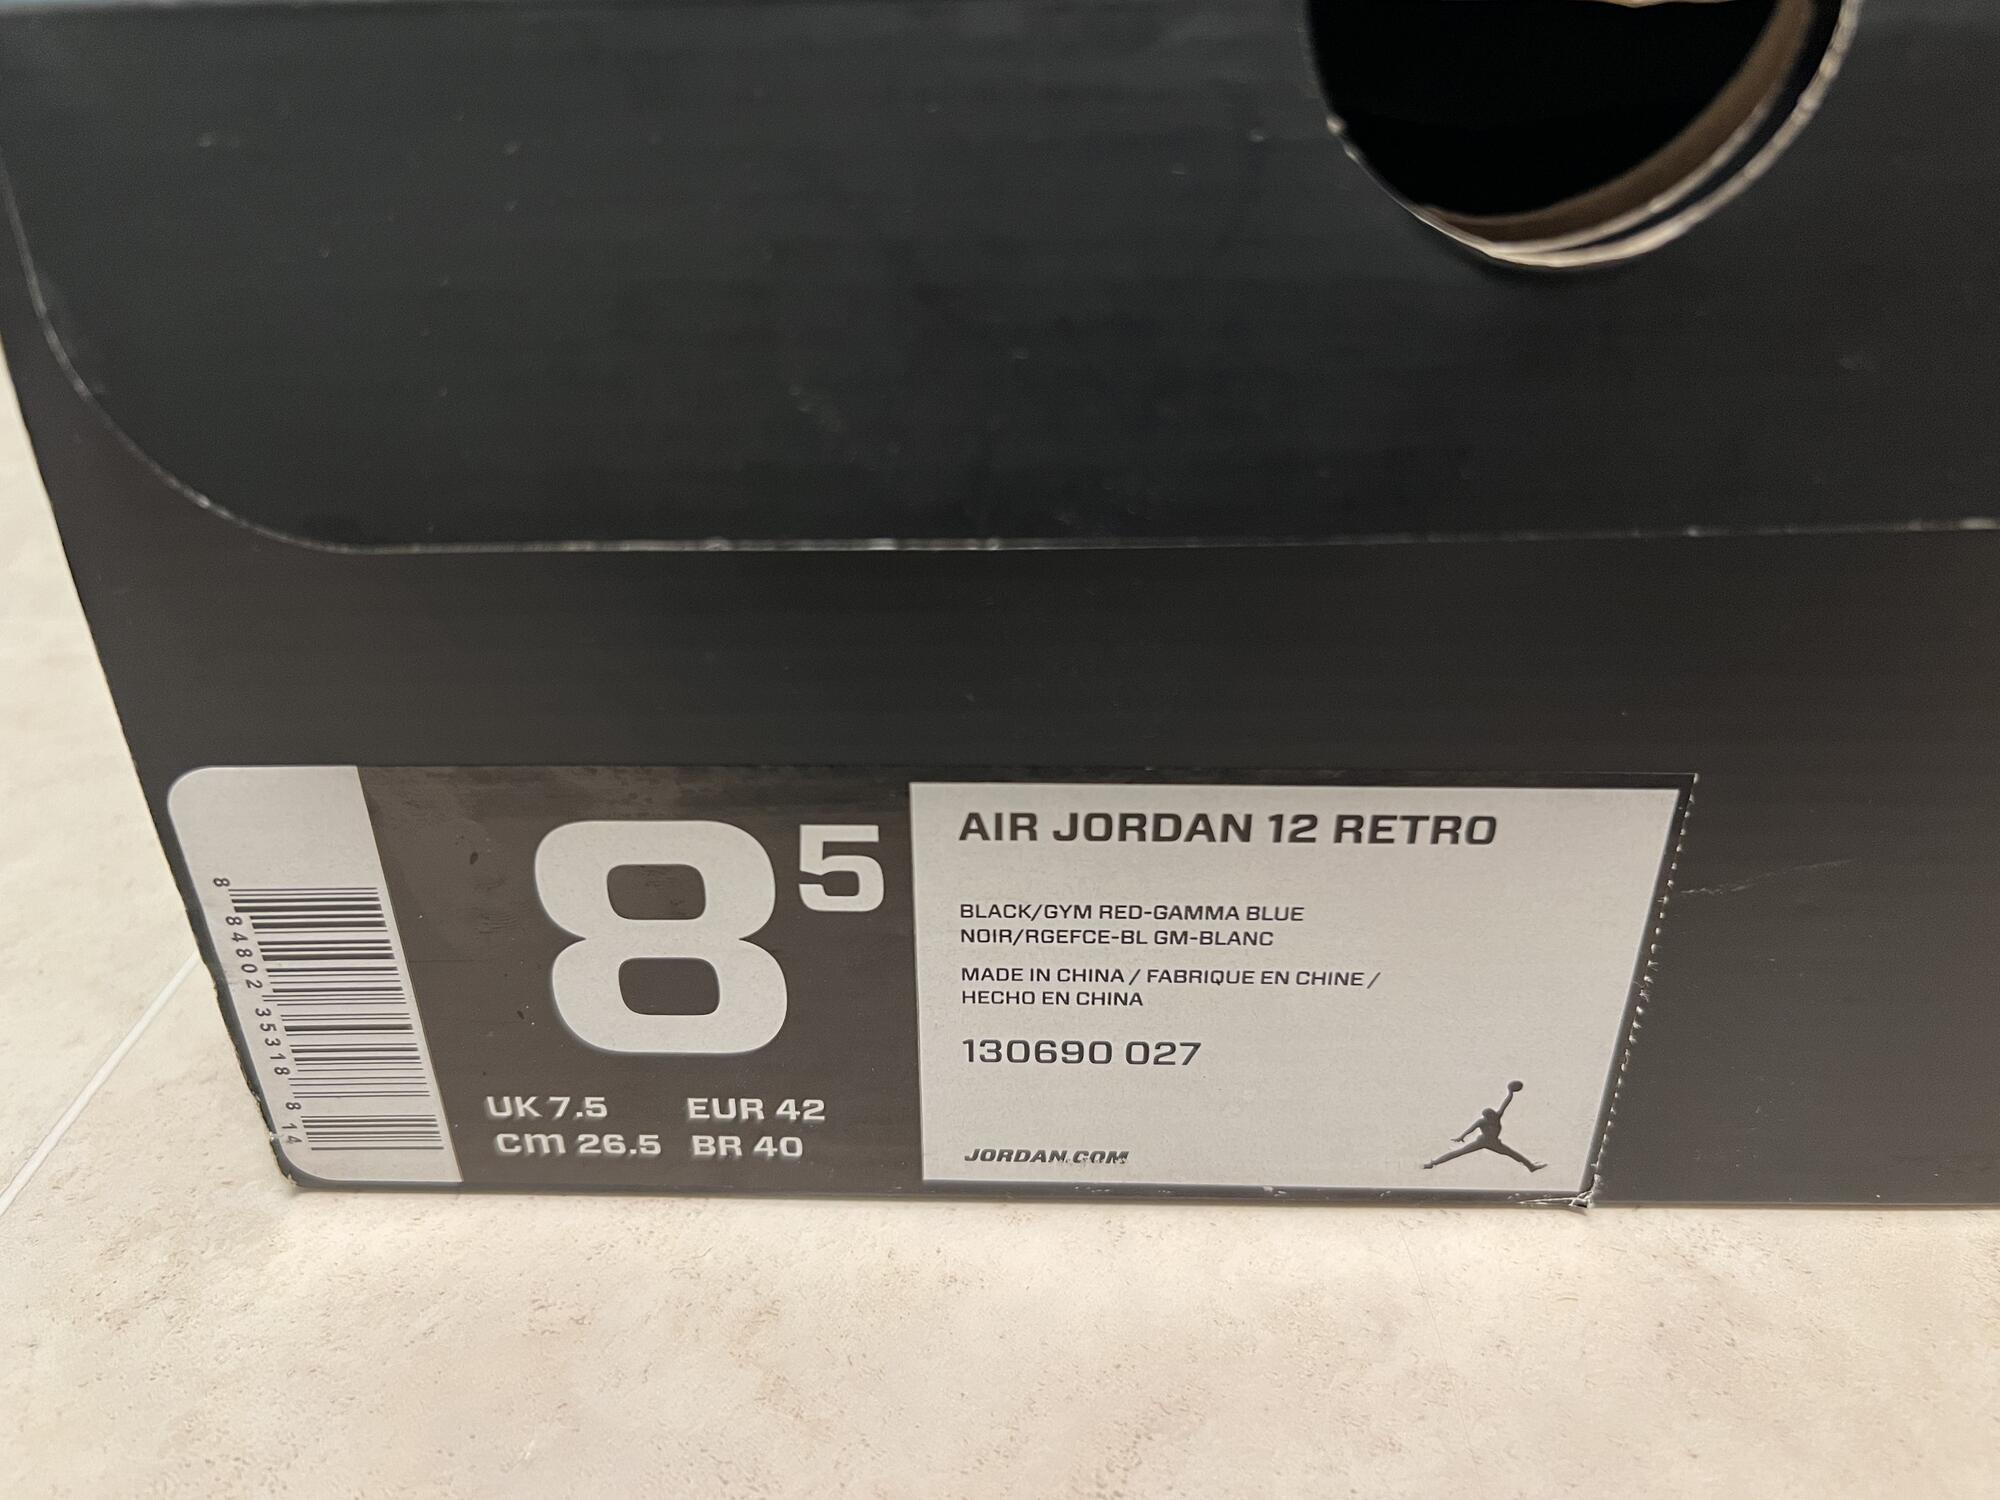 8 84802 35318 8 14
8 5
UK 7.5 EUR 42
cm 26.5 BR 40
AIR JORDAN 12 RETRO
BLACK/GYM RED-GAMMA BLUE
NOIR/RGEFCE-BL GM-BLANC
MADE IN CHINA / FABRIQUE EN CHINE /
HECHO EN CHINA
130690 027
JORDAN.COM